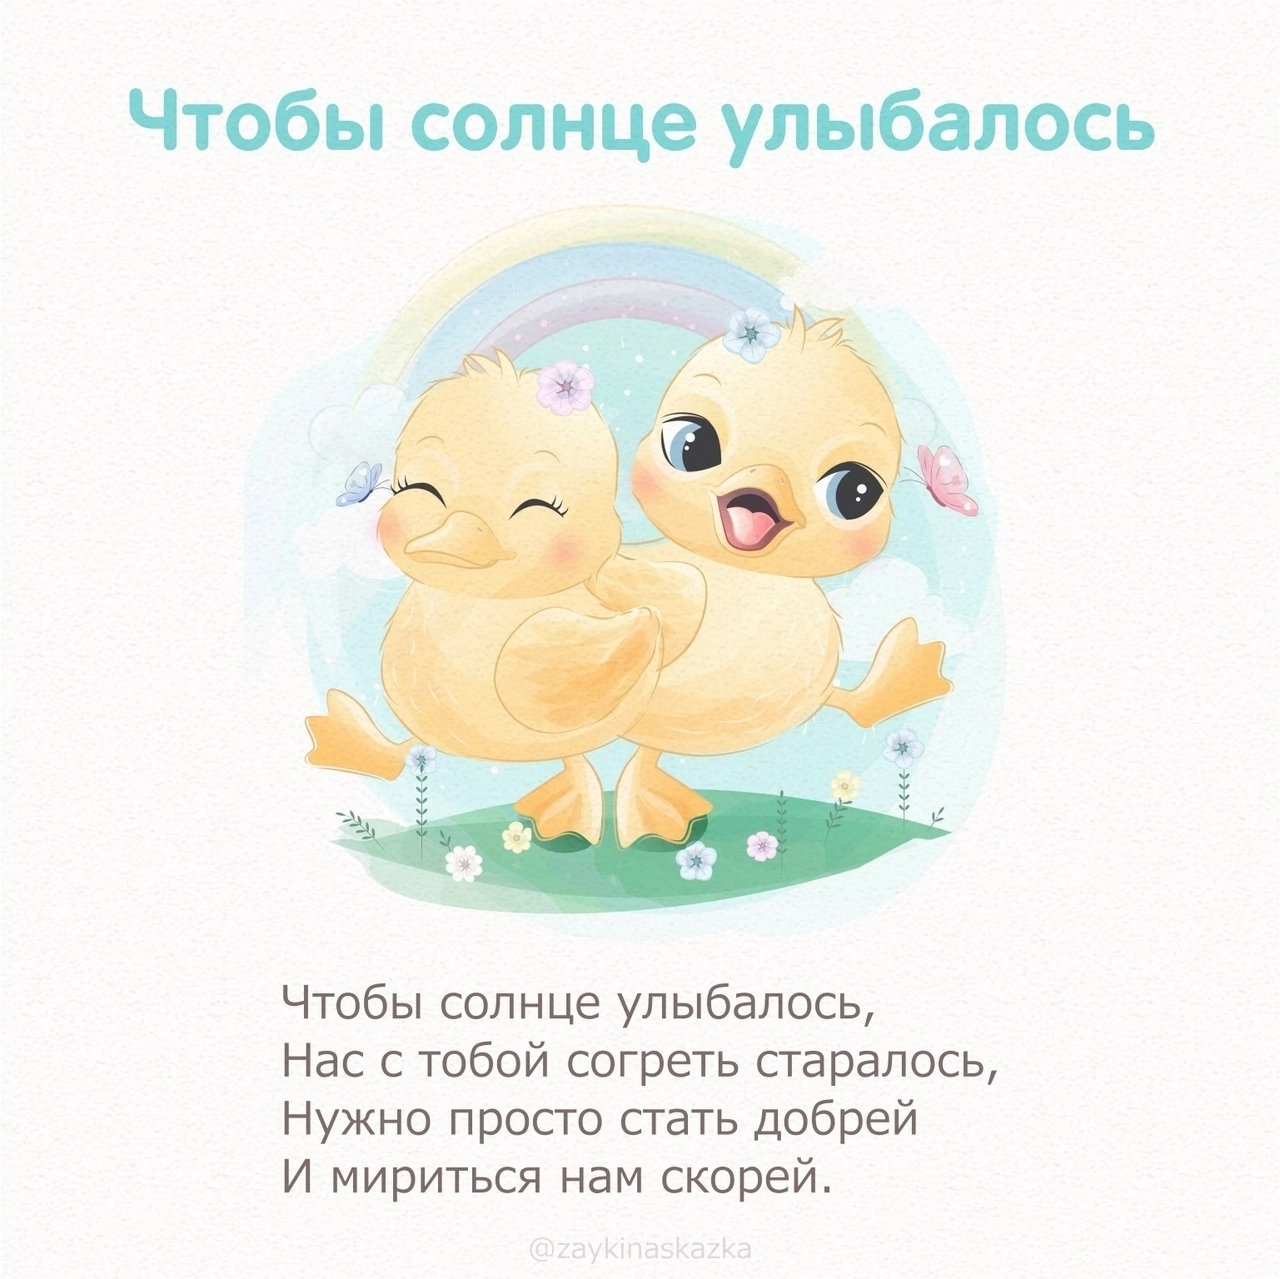 Чтобы солнце улыбалось
Чтобы солнце улыбалось,
Нас с тобой согреть старалось,
Нужно просто стать добрей
И мириться нам скорей.
@zaykinaskazka